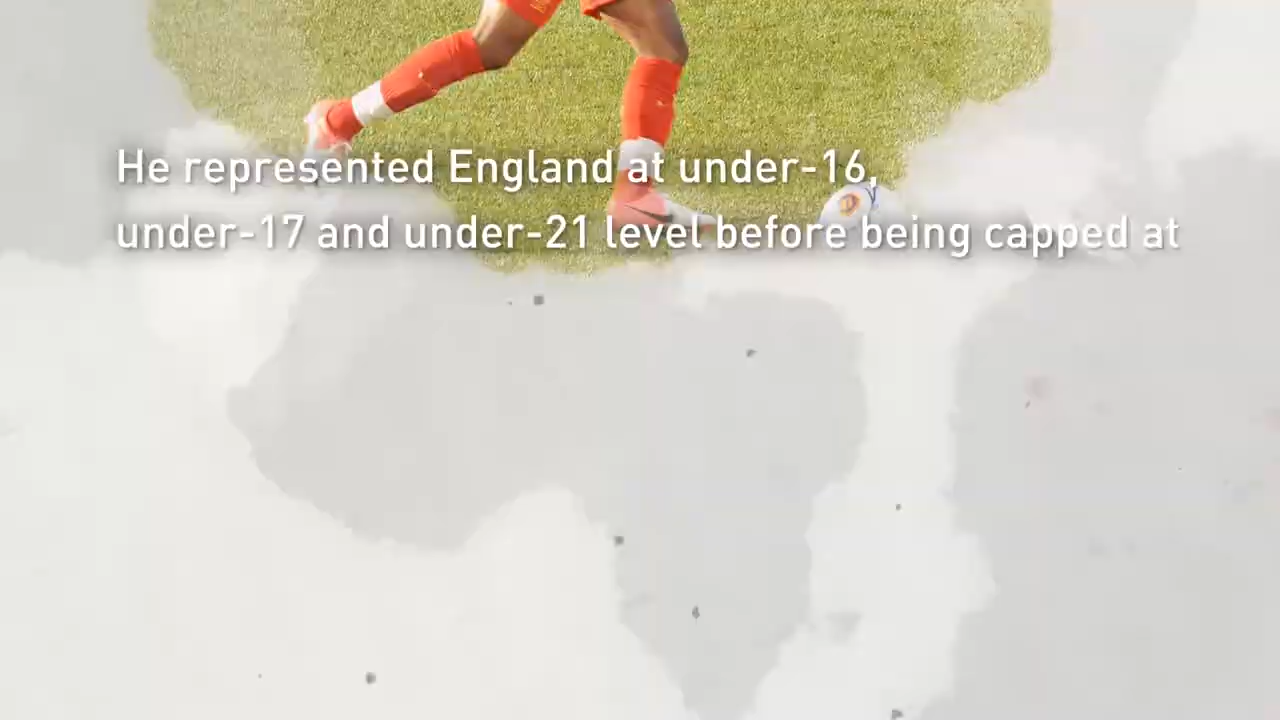 He represented England at under-16,
under-17 and under-21 level before being capped at